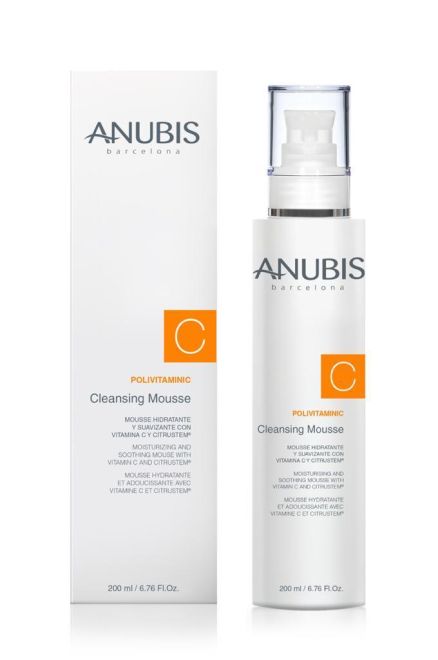 ANUBIS
barcelona
C
POLIVITAMINIC
Cleansing Mousse
MOUSSE HIDRATANTE
Y SUAVIZANTE CON
VITAMINA C Y CITRUSTEM®
MOISTURIZING AND
SOOTHING MOUSE WITH
VITAMIN C AND CITRUSTEM®
MOUSSE HYDRATANTE
ET ADOUCISSANTE AVEC
VITAMINE C ET CITRUSTEM®
200 ml / 6.76 Fl.Oz.
ANUBIS
barcelona
C
POLIVITAMINIC
Cleansing Mousse
MOUSSE HIDRATANTE
Y SUAVIZANTE CON
VITAMINA C Y CITRUSTEM®
MOISTURISING AND
SOOTHING MOUSSE WITH
VITAMIN C AND CITRUSTEM®
MOUSSE HYDRATANTE
ET ADOUCISSANTE AVEC
VITAMINE C ET CITRUSTEM®
200 ml / 6.76 Fl.Oz.